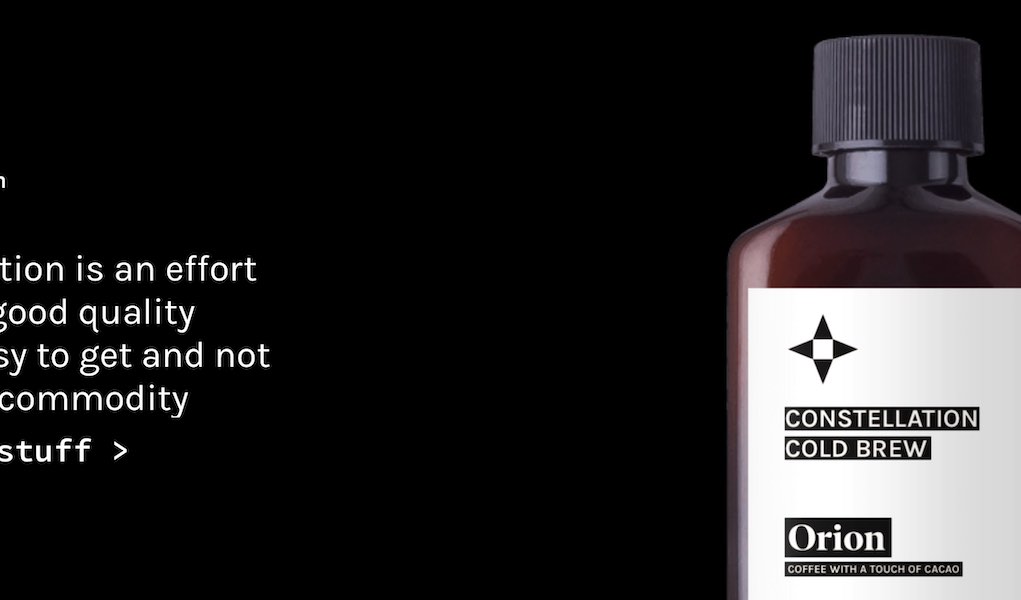 tion is an effort
good quality
sy to get and not
commodity
stuff >
CONSTELLATION
COLD BREW
Orion
COFFEE WITH A TOUCH OF CACAO